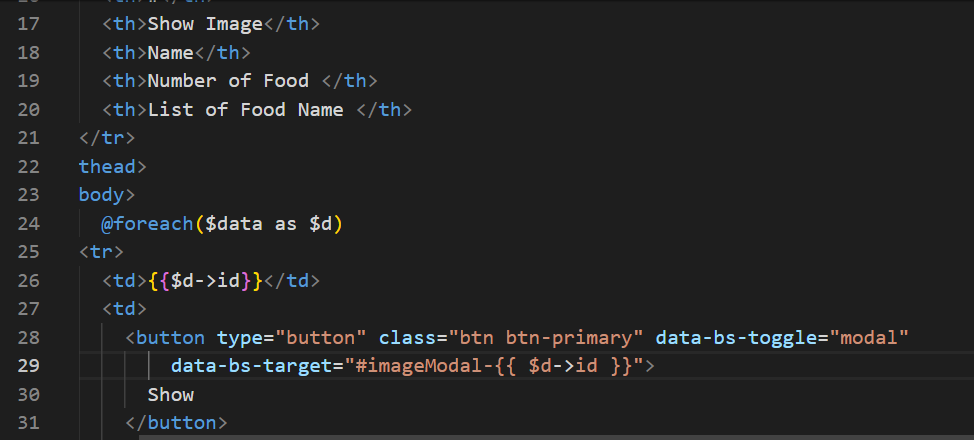 17 <th>Show Image</th>
18 <th>Name</th>
19 <th>Number of Food </th>
20 <th>List of Food Name </th>
21 </tr>
22 thead>
23 body>
24 @foreach($data as $d)
25 <tr>
26 <td>{{$d->id}}</td>
27 <td>
28 <button type="button" class="btn btn-primary" data-bs-toggle="modal"
29 data-bs-target="#imageModal-{{ $d->id }}">
30 Show
31 </button>